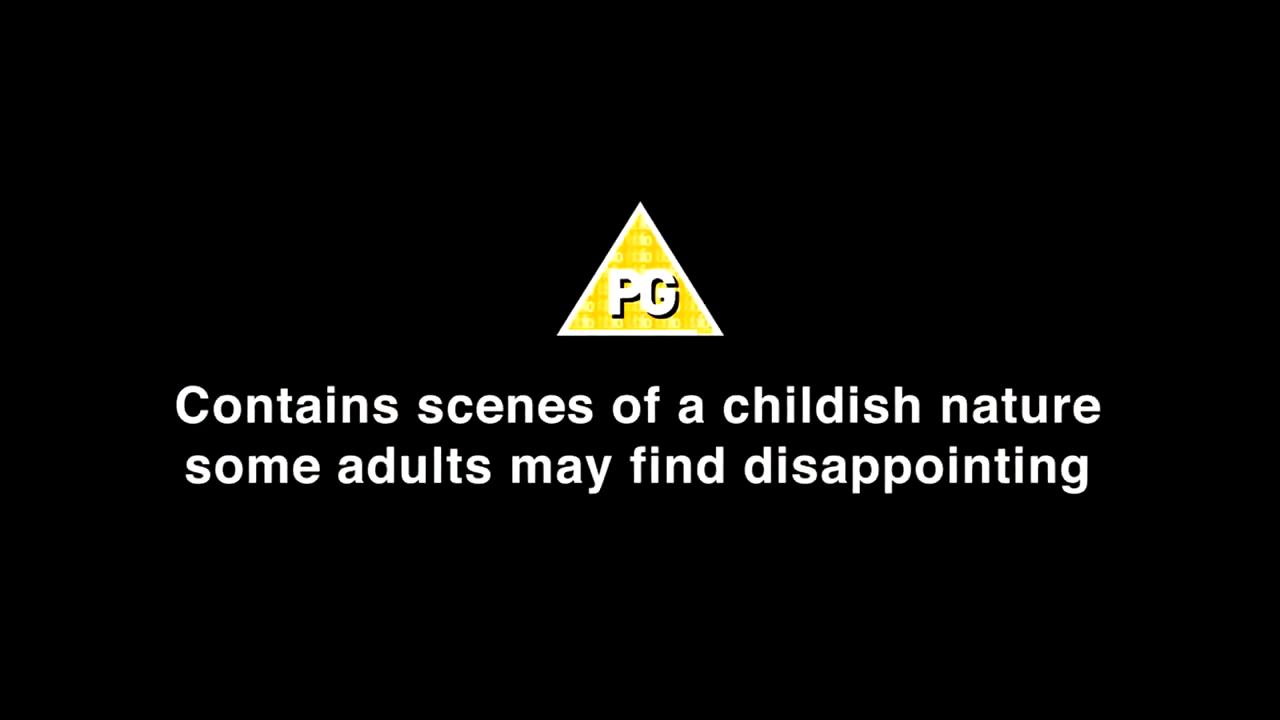 PG
Contains scenes of a childish nature
some adults may find disappointing